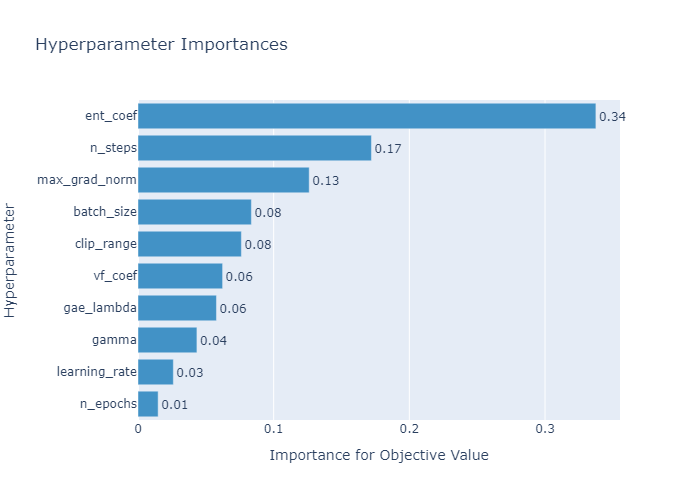 Hyperparameter Importances
Hyperparameter
ent_coef 0.34
n_steps 0.17
max_grad_norm 0.13
batch_size 0.08
clip_range 0.08
vf_coef 0.06
gae_lambda 0.06
gamma 0.04
learning_rate 0.03
n_epochs 0.01
0 0.1 0.2 0.3
Importance for Objective Value